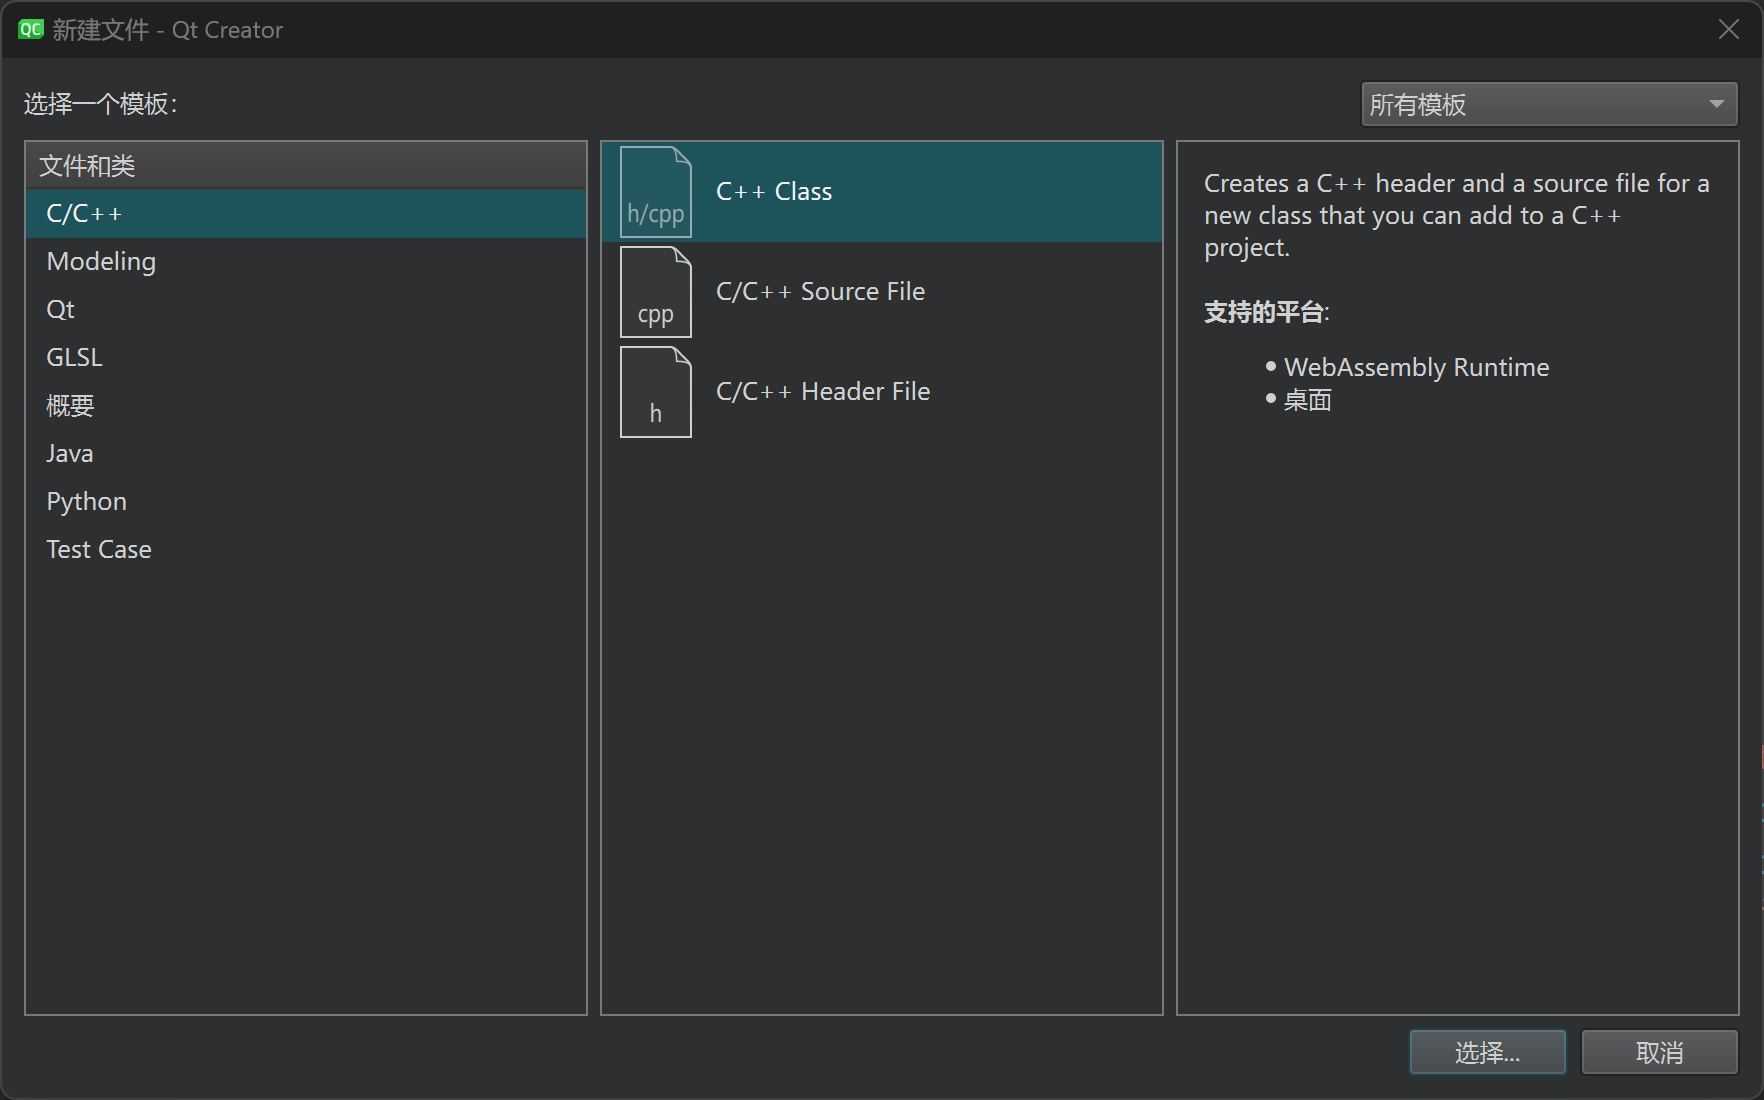 QC 新建文件 - Qt Creator
选择一个模板：
所有模板
文件和类
C/C++
Modeling
Qt
GLSL
概要
Java
Python
Test Case
h/cpp
C++ Class
cpp
C/C++ Source File
h
C/C++ Header File
Creates a C++ header and a source file for a
new class that you can add to a C++
project.
支持的平台:
• WebAssembly Runtime
• 桌面
选择...
取消